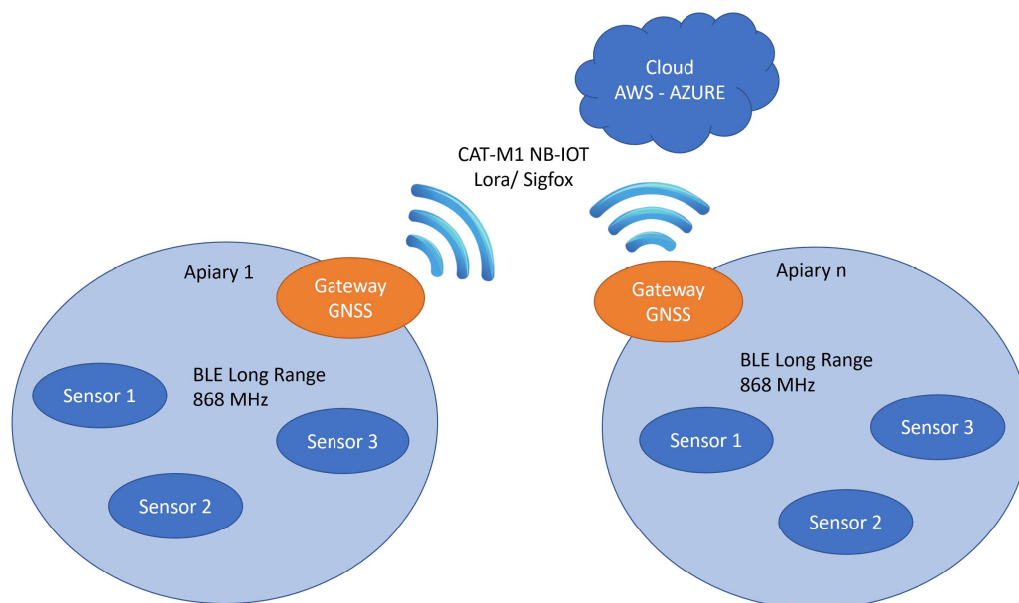 Cloud
AWS - AZURE
CAT-M1 NB-IOT
Lora/ Sigfox
Apiary 1
Gateway
GNSS
BLE Long Range
868 MHz
Sensor 1
Sensor 3
Sensor 2
Apiary n
Gateway
GNSS
BLE Long Range
868 MHz
Sensor 1
Sensor 3
Sensor 2